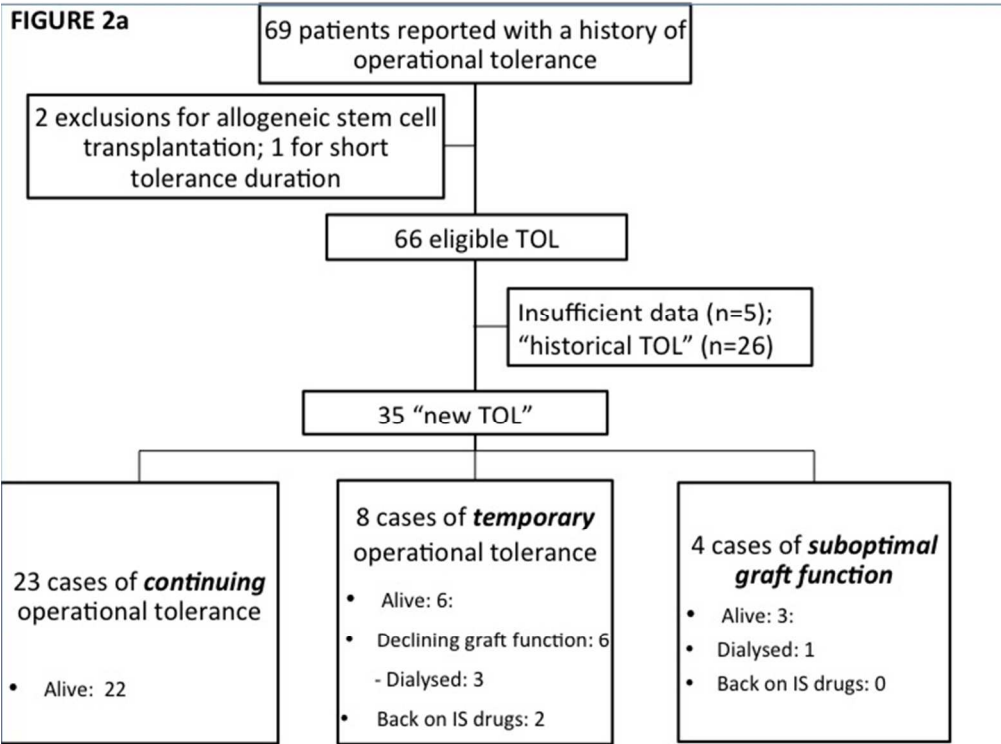 FIGURE 2a
69 patients reported with a history of
operational tolerance
2 exclusions for allogeneic stem cell
transplantation; 1 for short
tolerance duration
66 eligible TOL
Insufficient data (n=5);
“historical TOL” (n=26)
35 “new TOL”
23 cases of continuing
operational tolerance
• Alive: 22
8 cases of temporary
operational tolerance
• Alive: 6:
• Declining graft function: 6
- Dialysed: 3
• Back on IS drugs: 2
4 cases of suboptimal
graft function
• Alive: 3:
• Dialysed: 1
• Back on IS drugs: 0